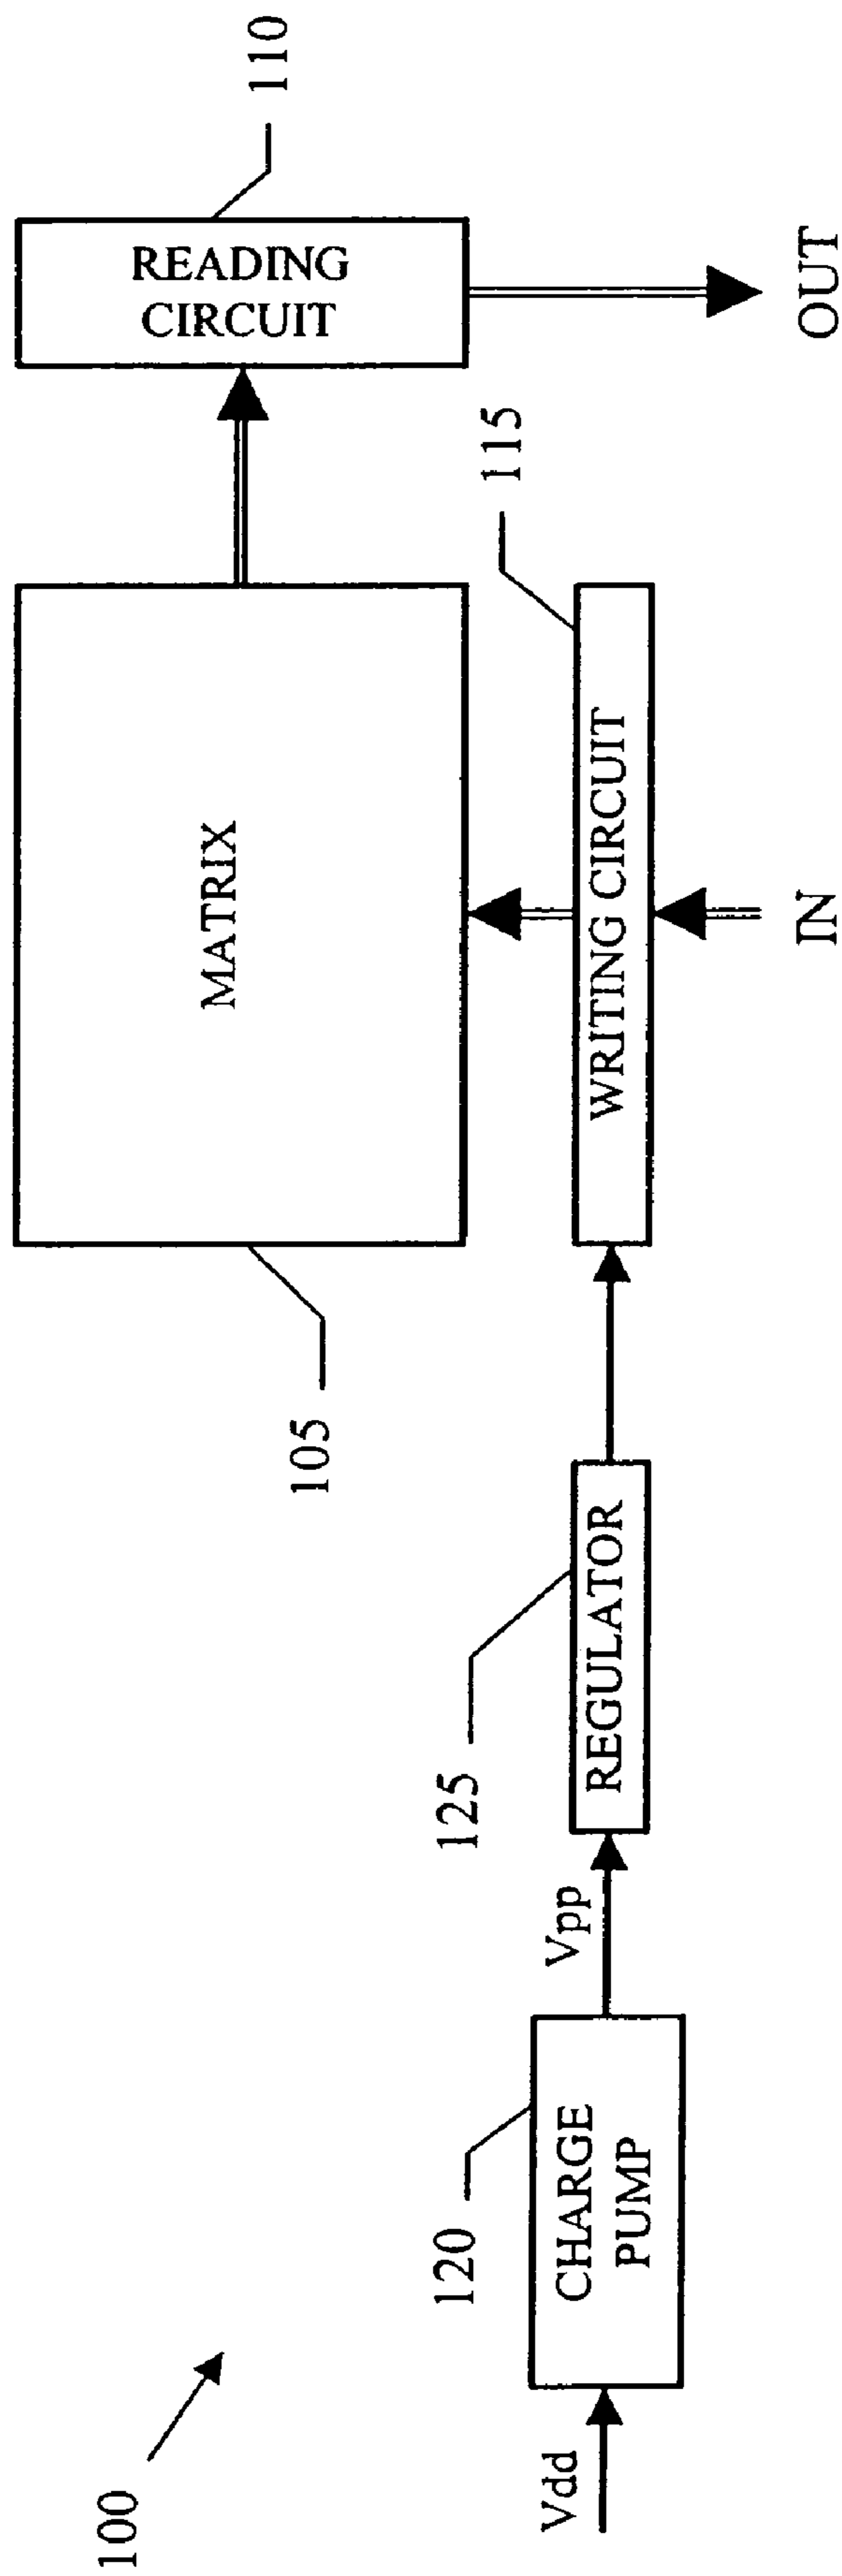 100
105
MATRIX
READING
CIRCUIT
110
120
125
115
Vdd
CHARGE
PUMP
Vpp
REGULATOR
WRITING CIRCUIT
IN
OUT